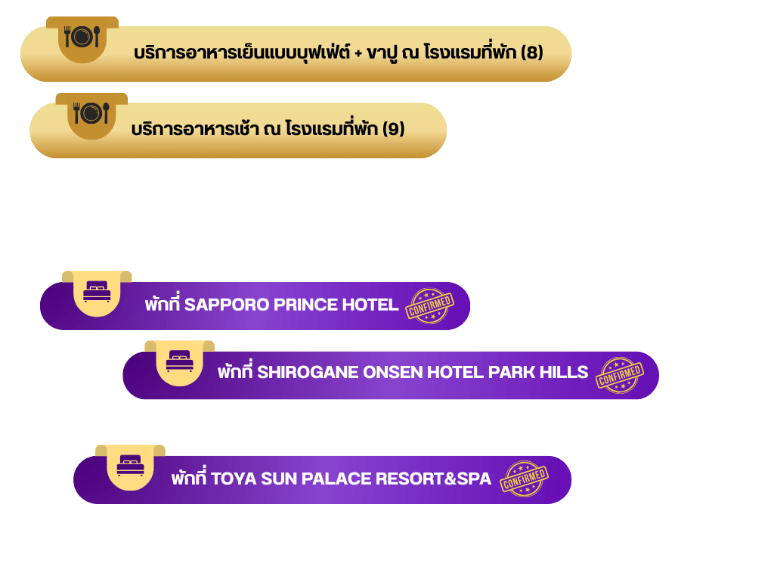 บริการอาหารเย็นแบบบุฟเฟ่ต์ + ขาปู ณ โรงแรมที่พัก (8)
บริการอาหารเช้า ณ โรงแรมที่พัก (9)
พักที่ SAPPORO PRINCE HOTEL CONFIRMED
พักที่ SHIROGANE ONSEN HOTEL PARK HILLS CONFIRMED
พักที่ TOYA SUN PALACE RESORT&SPA CONFIRMED